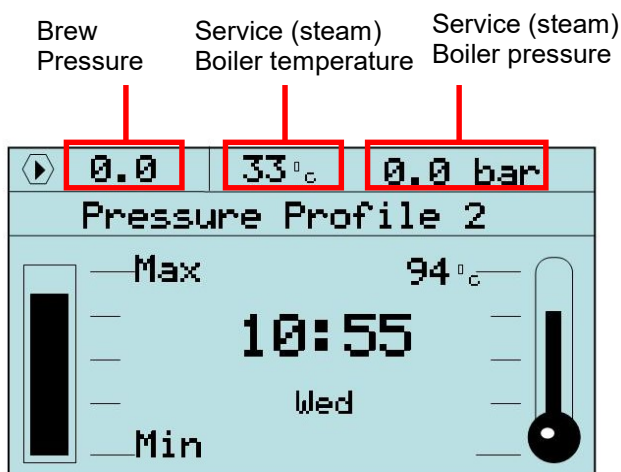 Brew
Pressure
Service (steam)
Boiler temperature
Service (steam)
Boiler pressure
0.0 33°c 0.0 bar
Pressure Profile 2
Max 94°c
10:55
Wed
Min